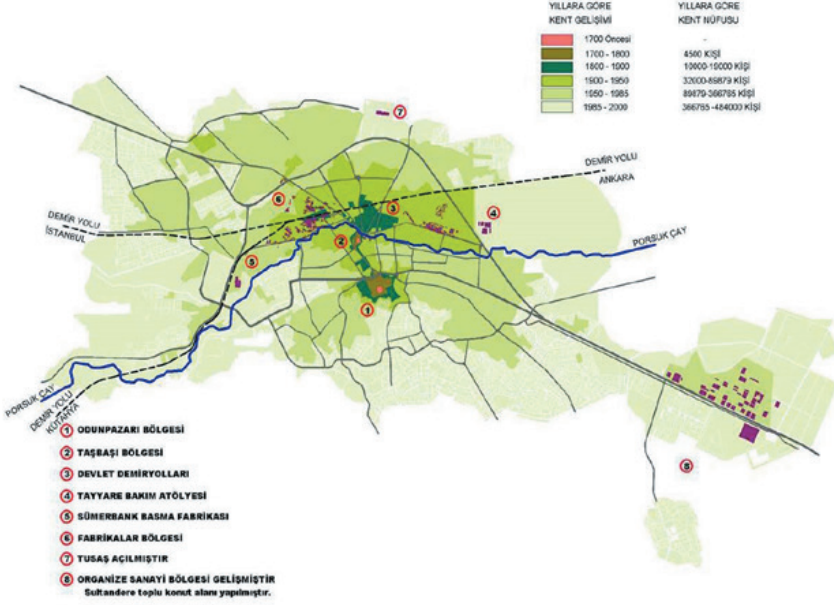 YILLARA GÖRE KENT GELİŞİMİ
YILLARA GÖRE KENT NÜFUSU
1700 Öncesi -
1700 - 1800 4500 KİŞİ
1800 - 1900 10000-19000 KİŞİ
1900 - 1950 32000-89879 KİŞİ
1950 - 1985 89879-366765 KİŞİ
1985 - 2000 366765 -484000 KİŞİ
7
DEMİR YOLU
ANKARA
6
3
4
DEMİR YOLU
İSTANBUL
2
PORSUK ÇAY
5
1
PORSUK ÇAY
DEMİR YOLU
KÜTAHYA
8
1 ODUNPAZARI BÖLGESİ
2 TAŞBAŞI BÖLGESİ
3 DEVLET DEMİRYOLLARI
4 TAYYARE BAKIM ATÖLYESİ
5 SÜMERBANK BASMA FABRİKASI
6 FABRİKALAR BÖLGESİ
7 TUSAŞ AÇILMIŞTIR
8 ORGANİZE SANAYİ BÖLGESİ GELİŞMİŞTİR
Sultandere toplu konut alanı yapılmıştır.